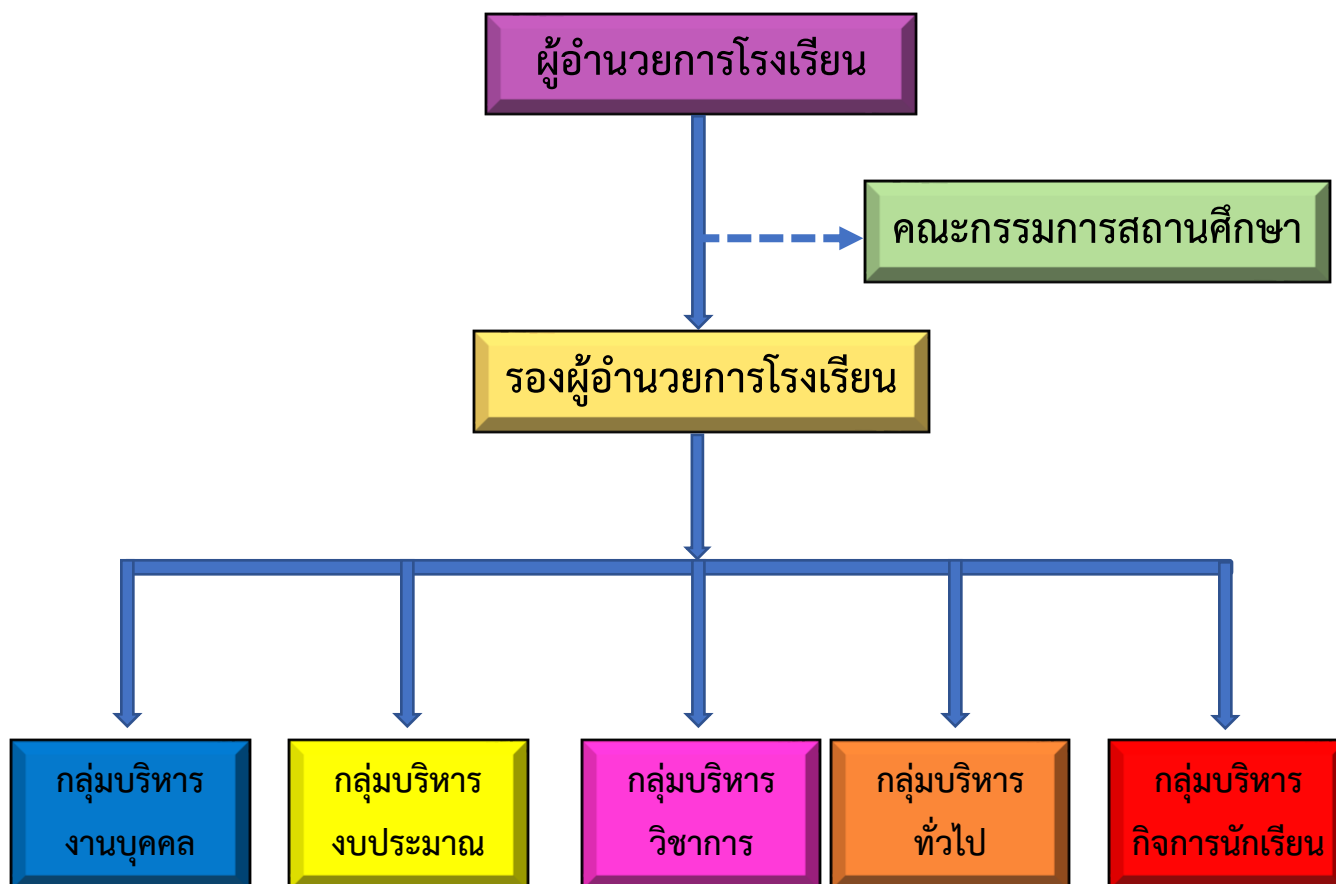 ผู้อำนวยการโรงเรียน
คณะกรรมการสถานศึกษา
รองผู้อำนวยการโรงเรียน
กลุ่มบริหาร
งานบุคคล
กลุ่มบริหาร
งบประมาณ
กลุ่มบริหาร
วิชาการ
กลุ่มบริหาร
ทั่วไป
กลุ่มบริหาร
กิจการนักเรียน